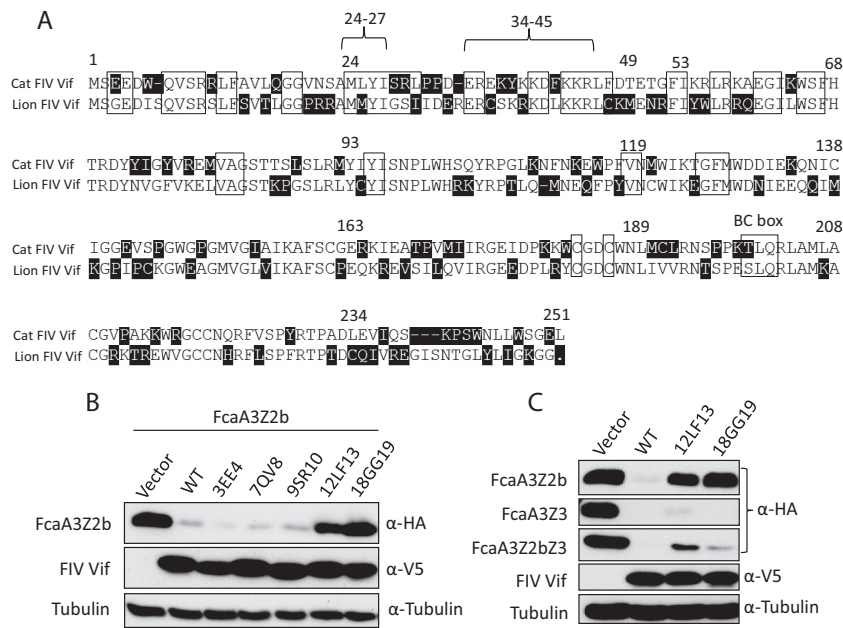 A
24-27
34-45
1
24
49
53
68
Cat FIV Vif MSEEDW-QVSRRLFAVLQGGVNSAMLYISRLPPD-EREKYKKDFKKRLFDTETGFIKRLRKAEGIKWSFH
Lion FIV Vif MSGEDISQVSRSLFSVTLGGPRRAMMYIGSIIDERERCSKRKDLKKRLCKMENRFIYWLRRQEGIKWSFH
93
119
138
Cat FIV Vif TRDYYIGYVREMVAGSTTSLSLRMYIYISNPLWHSQYRPGLKNFNKEWPFVNMWIKTGFMWDDIEKQNIC
Lion FIV Vif TRDYNVGFVKELVAGSTKPGSLRLYCYISNPLWHRKYRPTLQ-MNEQFPYVNCWIKEGFMWDNIEEQQIM
163
189
BC box
208
Cat FIV Vif IGGEVSPGWGPGMVGIAIKAFSCGERKIEATPVMIIRGEIDPKKWCGDCWNLMCLRNSPPKTLQRLAMLA
Lion FIV Vif KGPIPCKGWEAGMVGLVIKAFSCPEQKREVSILQVIRGEEDPLRYCGDCWNLIVVRNTSPESLQRLAMKA
234
251
Cat FIV Vif CGVPAKKWRGCCNQRFVSPYRTPADLEVIQS---KPSWNLLWSGEL
Lion FIV Vif CGRKTREWVGCCNHRFLSPFRTPTDCQIVREGISNTGLYLIGKGG.
B
FcaA3Z2b
Vector WT 3EE4 7QV8 9SR10 12LF13 18GG19
FcaA3Z2b α-HA
FIV Vif α-V5
Tubulin α-Tubulin
C
Vector WT 12LF13 18GG19
FcaA3Z2b
FcaA3Z3 α-HA
FcaA3Z2bZ3
FIV Vif α-V5
Tubulin α-Tubulin